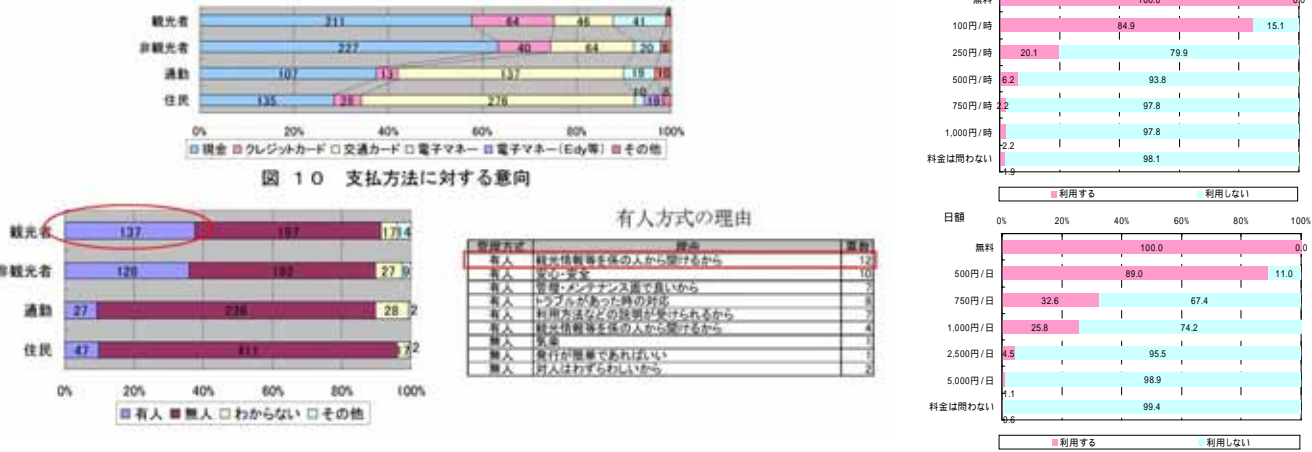 観光者 211 64 46 41 4
非観光者 227 40 64 20
通勤 107 13 137 19 10
住民 135 28 276 10 18 8
0% 20% 40% 60% 80% 100%
現金 クレジットカード 交通カード 電子マネー 電子マネー(Edy等) その他
図 10 支払方法に対する意向
観光者 137 197 17 14
非観光者 128 192 27 9
通勤 27 236 28 2
住民 47 411 17 2
0% 20% 40% 60% 80% 100%
有人 無人 わからない その他
有人方式の理由
管理方式 理由 票数
有人 観光情報等を係の人から聞けるから 12
有人 安心・安全 10
有人 管理・メンテナンス面で良いから 7
有人 トラブルがあった時の対応 8
有人 利用方法などの説明が受けられるから 7
有人 観光情報等を係の人から聞けるから 4
無人 気楽 1
無人 発行が簡単であればいい 1
無人 対人はわずらわしいから 2
無料 100.0 0.0
100円/時 84.9 15.1
250円/時 20.1 79.9
500円/時 6.2 93.8
750円/時 2.2 97.8
1,000円/時 2.2 97.8
料金は問わない 1.9 98.1
利用する 利用しない
日額 0% 20% 40% 60% 80% 100%
無料 100.0 0.0
500円/日 89.0 11.0
750円/日 32.6 67.4
1,000円/日 25.8 74.2
2,500円/日 4.5 95.5
5,000円/日 1.1 98.9
料金は問わない 0.6 99.4
利用する 利用しない